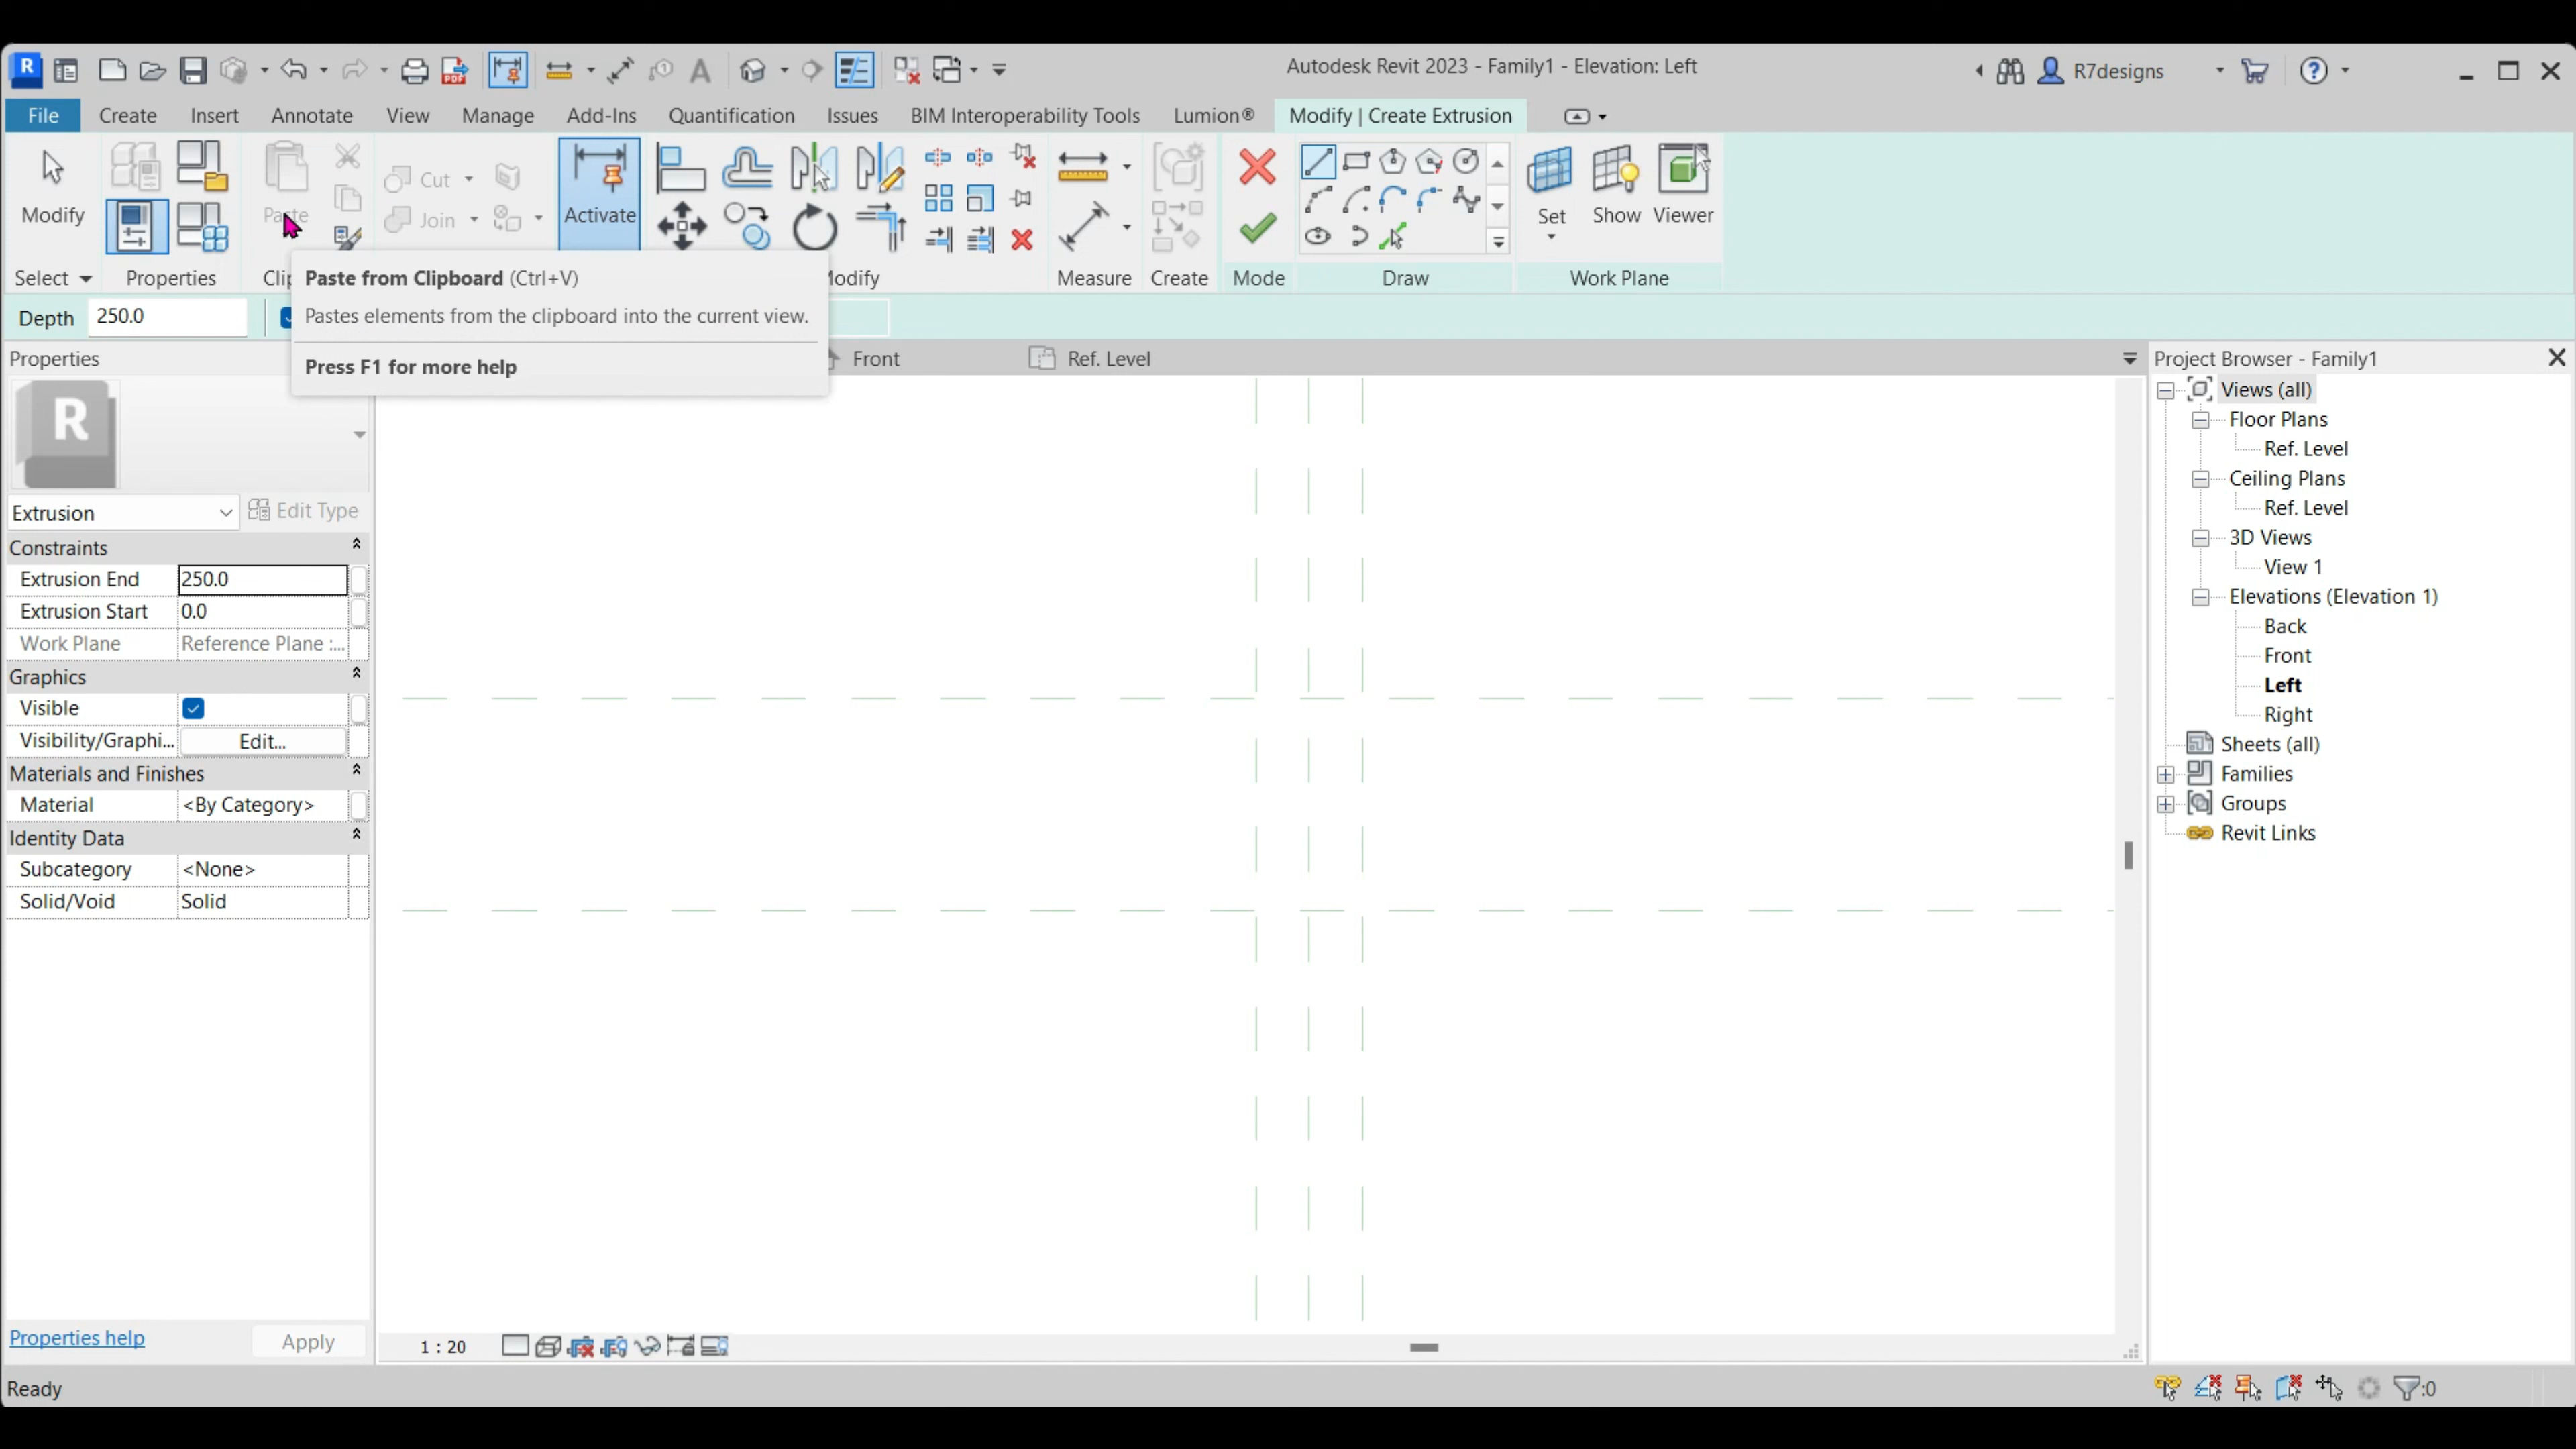 Autodesk Revit 2023 - Family1 - Elevation: Left
R7designs
File Create Insert Annotate View Manage Add-Ins Quantification Issues BIM Interoperability Tools Lumion® Modify | Create Extrusion
Modify
Paste
Cut
Join
Activate
Set
Show
Viewer
Select
Properties
Modify
Measure
Create
Mode
Draw
Work Plane
Paste from Clipboard (Ctrl+V)
Pastes elements from the clipboard into the current view.
Press F1 for more help
Depth 250.0
Properties
Front
Ref. Level
Project Browser - Family1
R
Extrusion
Edit Type
Constraints
Extrusion End 250.0
Extrusion Start 0.0
Work Plane Reference Plane :...
Graphics
Visible
Visibility/Graphi... Edit...
Materials and Finishes
Material <By Category>
Identity Data
Subcategory <None>
Solid/Void Solid
Views (all)
Floor Plans
Ref. Level
Ceiling Plans
Ref. Level
3D Views
View 1
Elevations (Elevation 1)
Back
Front
Left
Right
Sheets (all)
Families
Groups
Revit Links
Properties help
Apply
1 : 20
Ready
:0